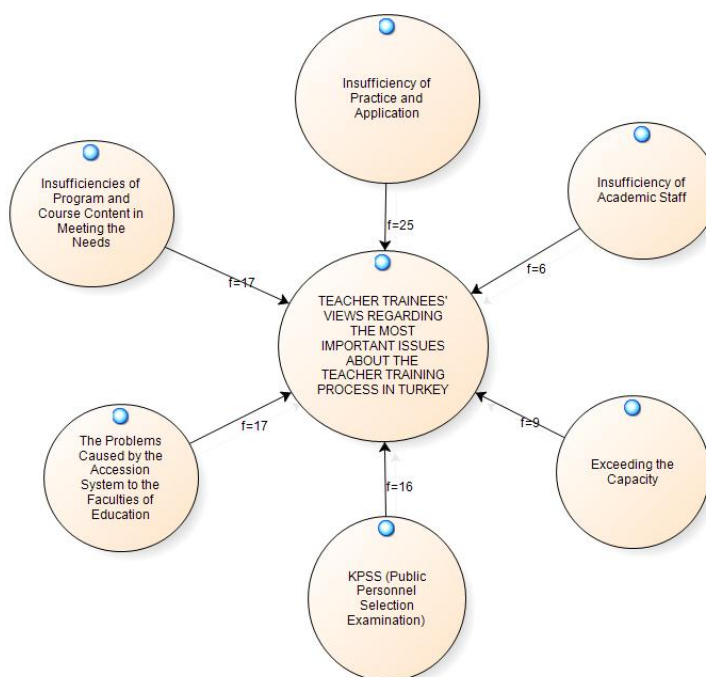 Insufficiency of
Practice and
Application
Insufficiencies of
Program and
Course Content in
Meeting the
Needs
Insufficiency of
Academic Staff
f=25
f=17
f=6
TEACHER TRAINEES'
VIEWS REGARDING
THE MOST
IMPORTANT ISSUES
ABOUT THE
TEACHER TRAINING
PROCESS IN TURKEY
f=17
f=9
The Problems
Caused by the
Accession
System to the
Faculties of
Education
Exceeding the
Capacity
f=16
KPSS (Public
Personnel
Selection
Examination)